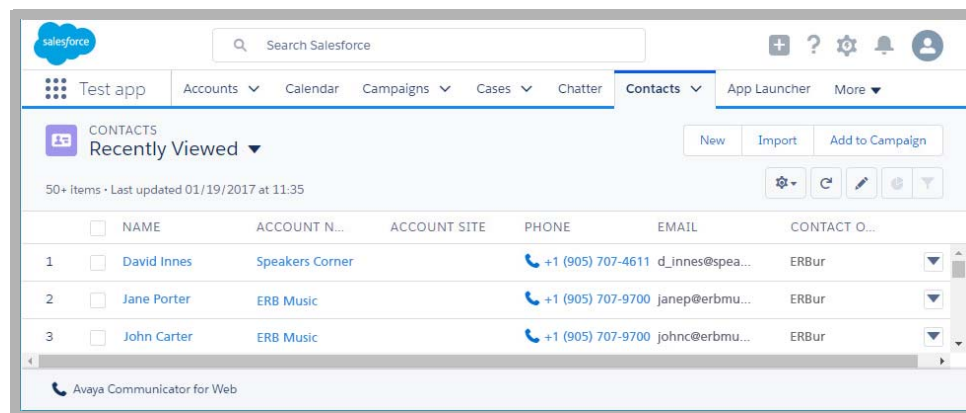 salesforce
Search Salesforce
Test app Accounts Calendar Campaigns Cases Chatter Contacts App Launcher More
CONTACTS
Recently Viewed
New Import Add to Campaign
50+ items • Last updated 01/19/2017 at 11:35
NAME ACCOUNT N... ACCOUNT SITE PHONE EMAIL CONTACT O...
1 David Innes Speakers Corner +1 (905) 707-4611 d_innes@spea... ERBur
2 Jane Porter ERB Music +1 (905) 707-9700 janep@erbmu... ERBur
3 John Carter ERB Music +1 (905) 707-9700 johnc@erbmu... ERBur
Avaya Communicator for Web